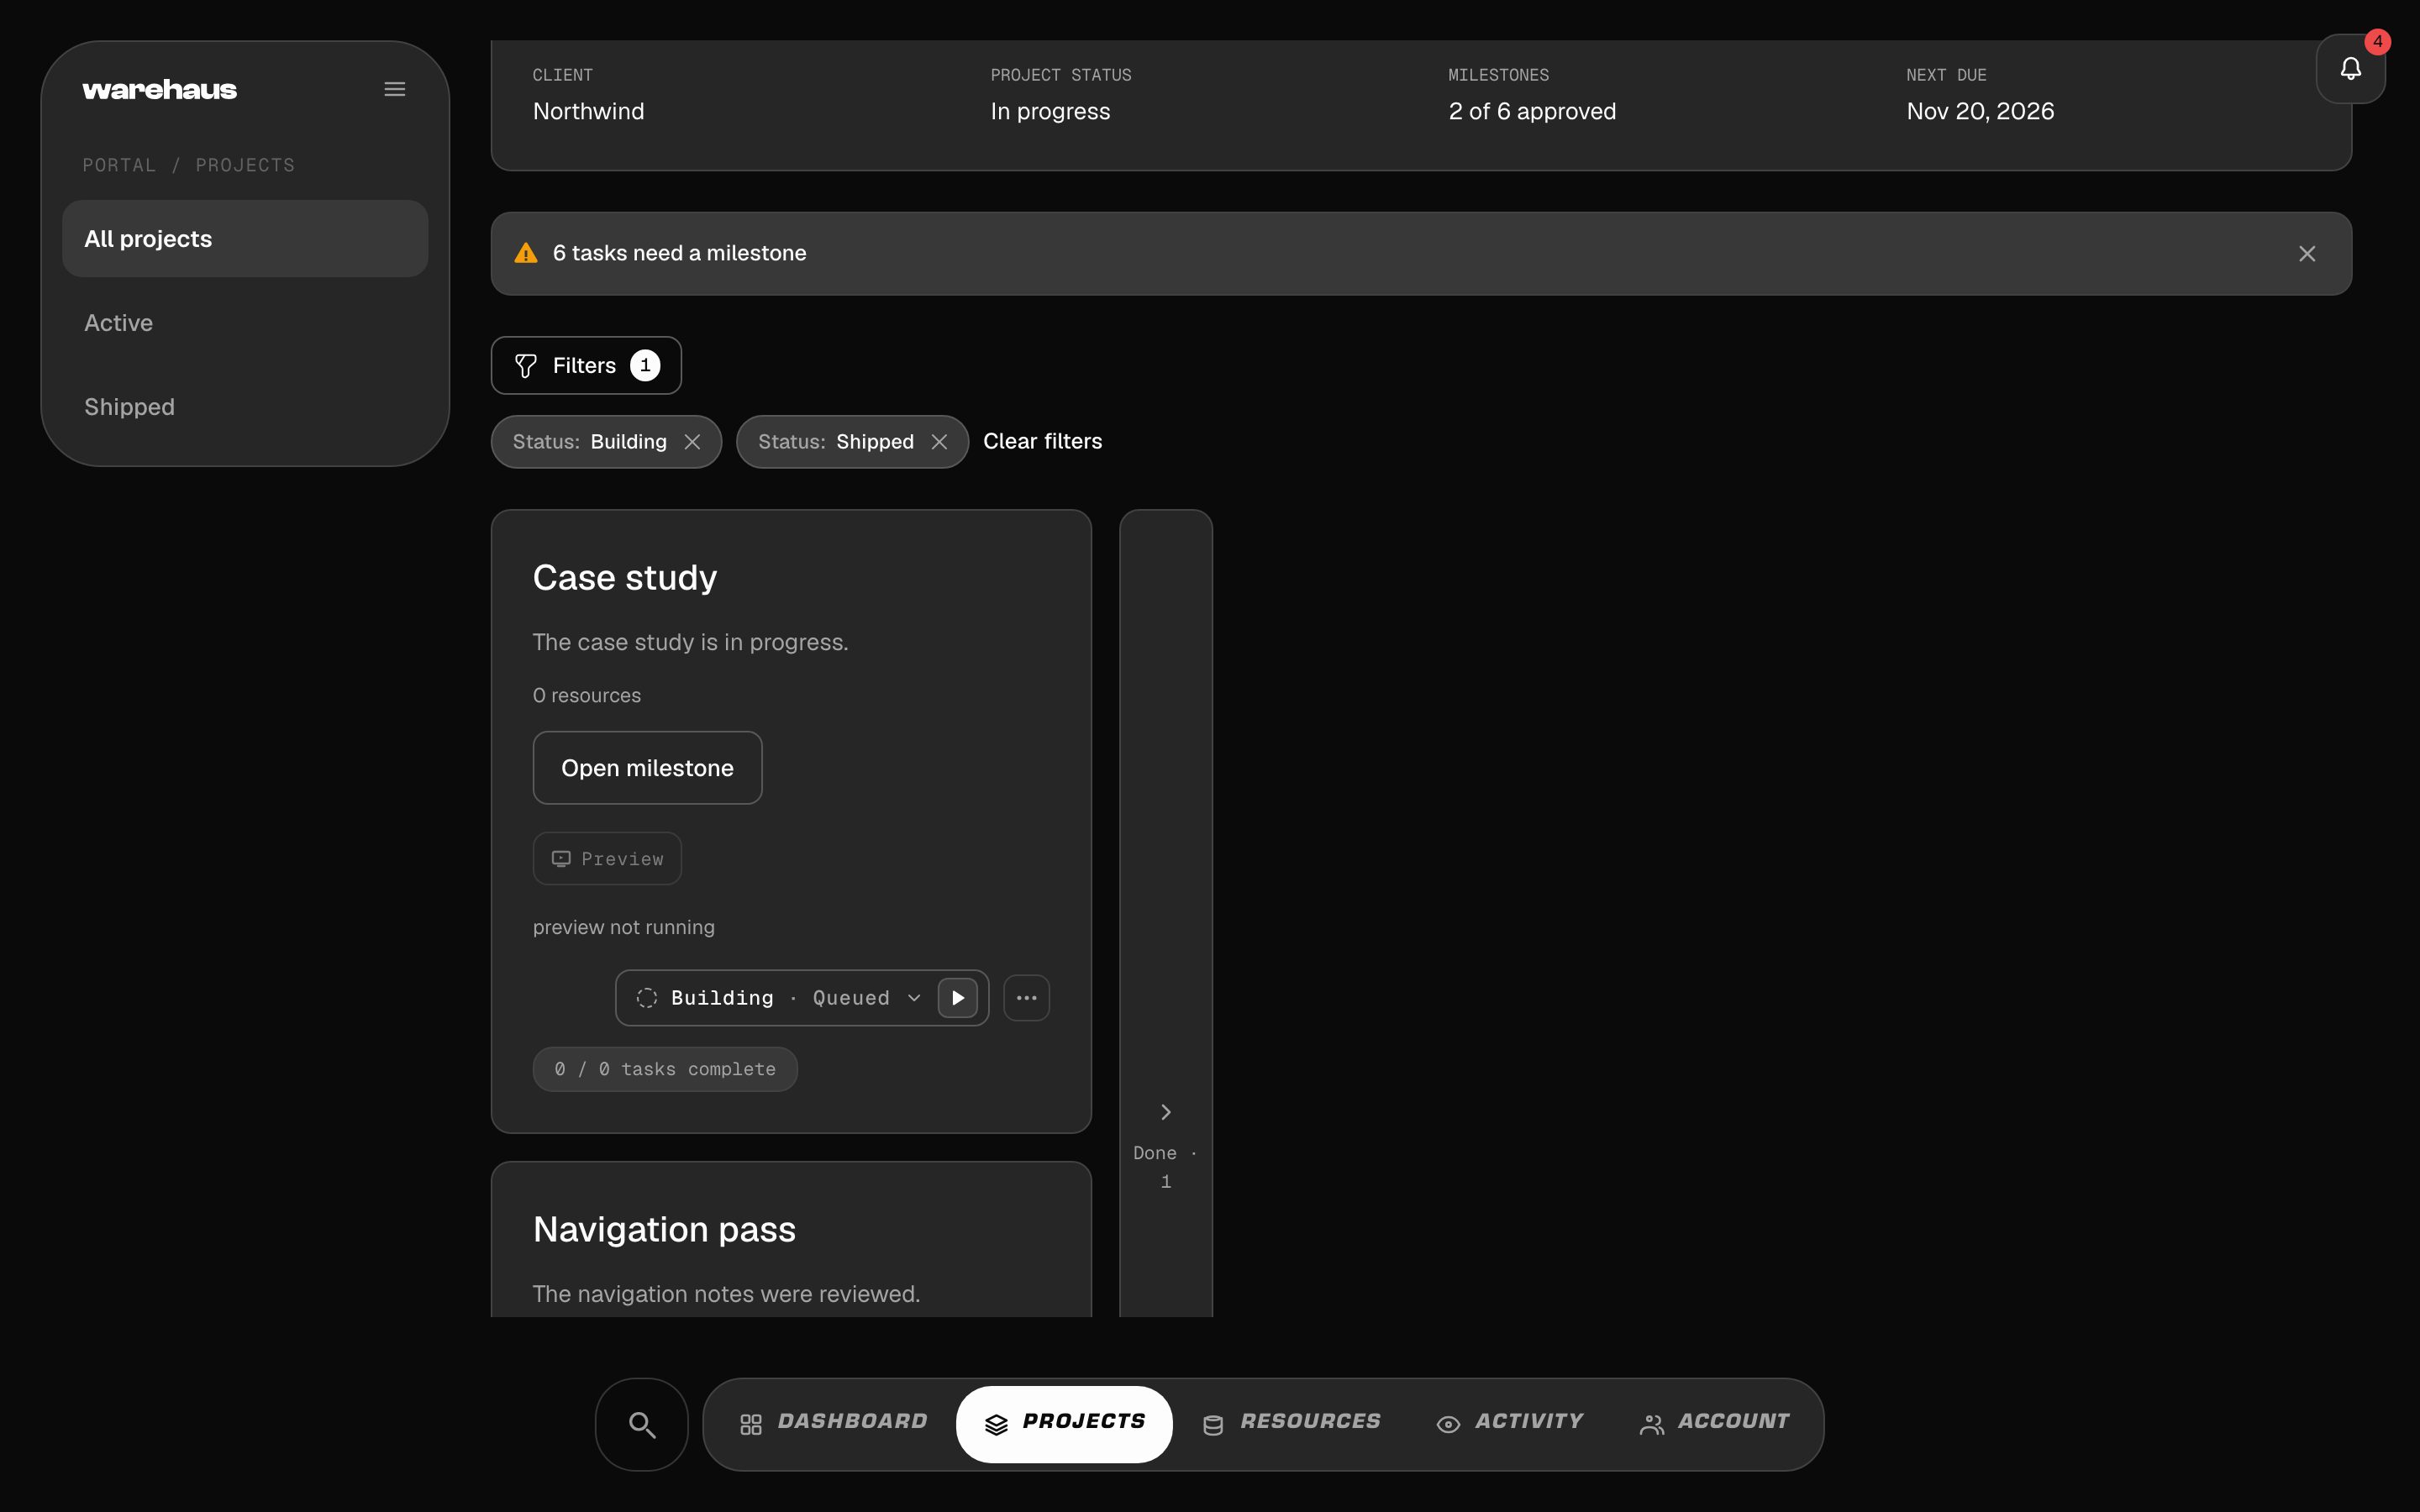 warehaus
PORTAL / PROJECTS
All projects
Active
Shipped
CLIENT
Northwind
PROJECT STATUS
In progress
MILESTONES
2 of 6 approved
NEXT DUE
Nov 20, 2026
4
6 tasks need a milestone
Filters 1
Status: Building
Status: Shipped
Clear filters
Case study
The case study is in progress.
0 resources
Open milestone
Preview
preview not running
Building · Queued
0 / 0 tasks complete
Done ·
1
Navigation pass
The navigation notes were reviewed.
DASHBOARD
PROJECTS
RESOURCES
ACTIVITY
ACCOUNT